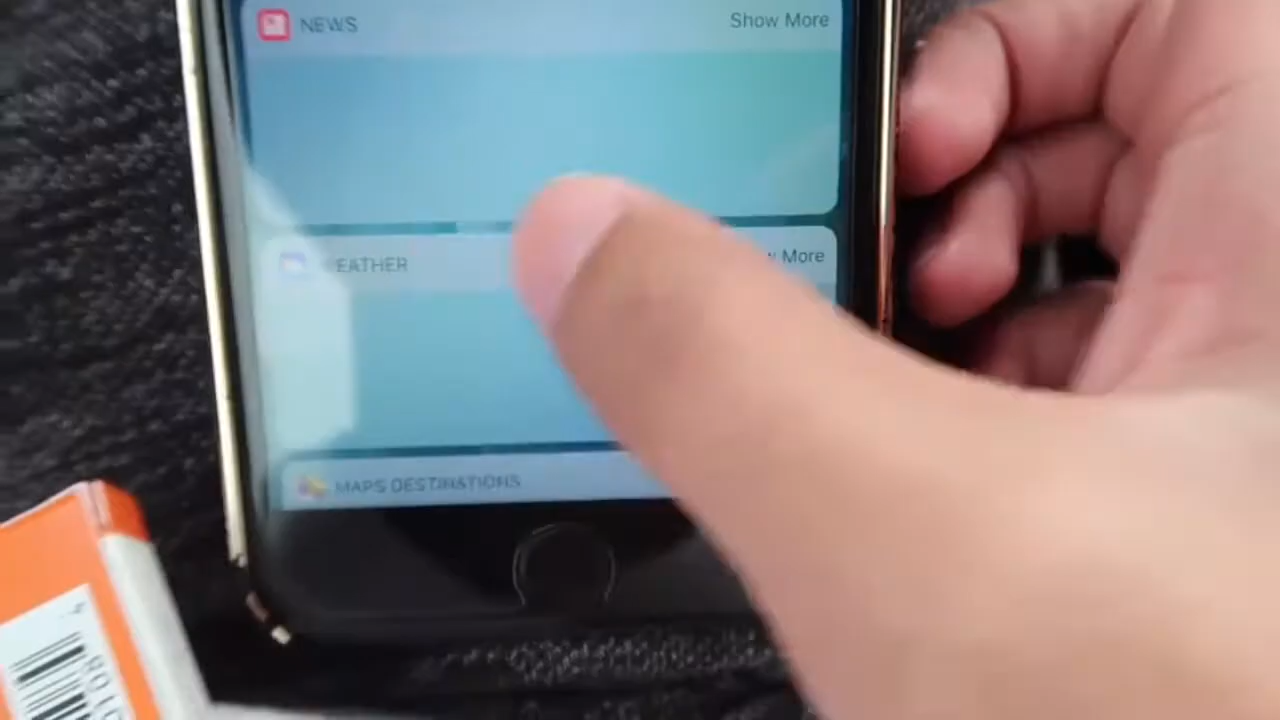 NEWS
Show More
EATHER
w More
MAPS DESTINATIONS